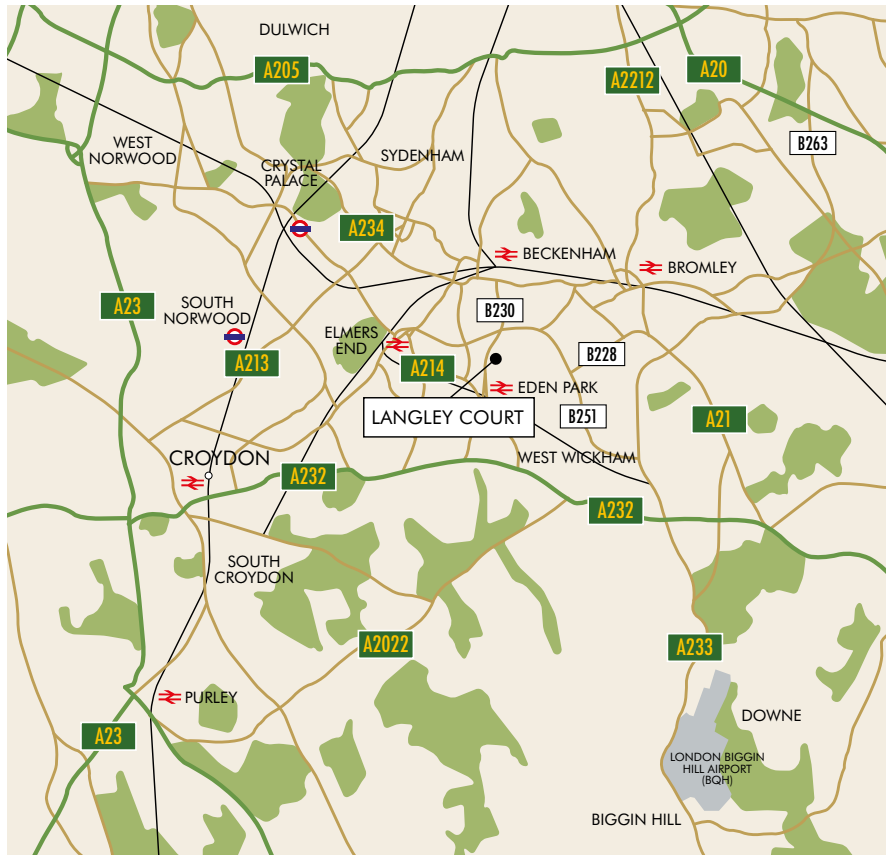 DULWICH
A205
A2212
A20
B263
WEST
NORWOOD
CRYSTAL
PALACE
SYDENHAM
A234
BECKENHAM
BROMLEY
A23
SOUTH
NORWOOD
B230
ELMERS
END
A213
A214
B228
EDEN PARK
LANGLEY COURT
B251
A21
CROYDON
WEST WICKHAM
A232
A232
SOUTH
CROYDON
A2022
A233
PURLEY
A23
DOWNE
LONDON BIGGIN
HILL AIRPORT
(BQH)
BIGGIN HILL